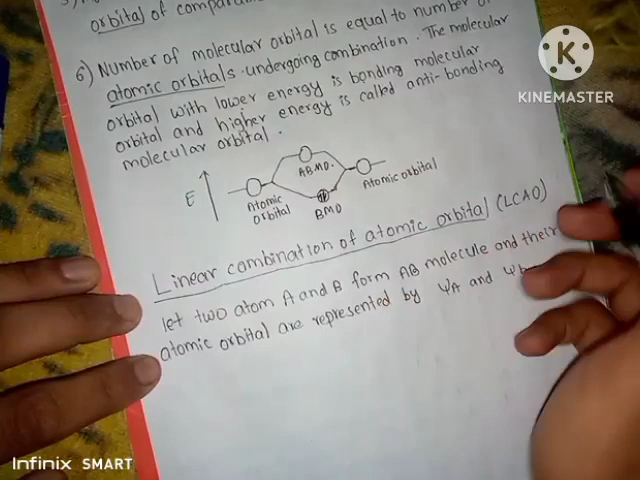 orbital of compara
6) Number of molecular orbital is equal to number o
atomic orbitals undergoing combination. The molecular
orbital with lower energy is bonding molecular
orbital and higher energy is called anti-bonding
molecular orbital.
E
ABMO.
Atomic orbital
Atomic orbital
BMO
Linear combination of atomic orbital (LCAO)
let two atom A and B form AB molecule and their
atomic orbital are represented by ψA and ψb
K
KINEMASTER
Infinix SMART